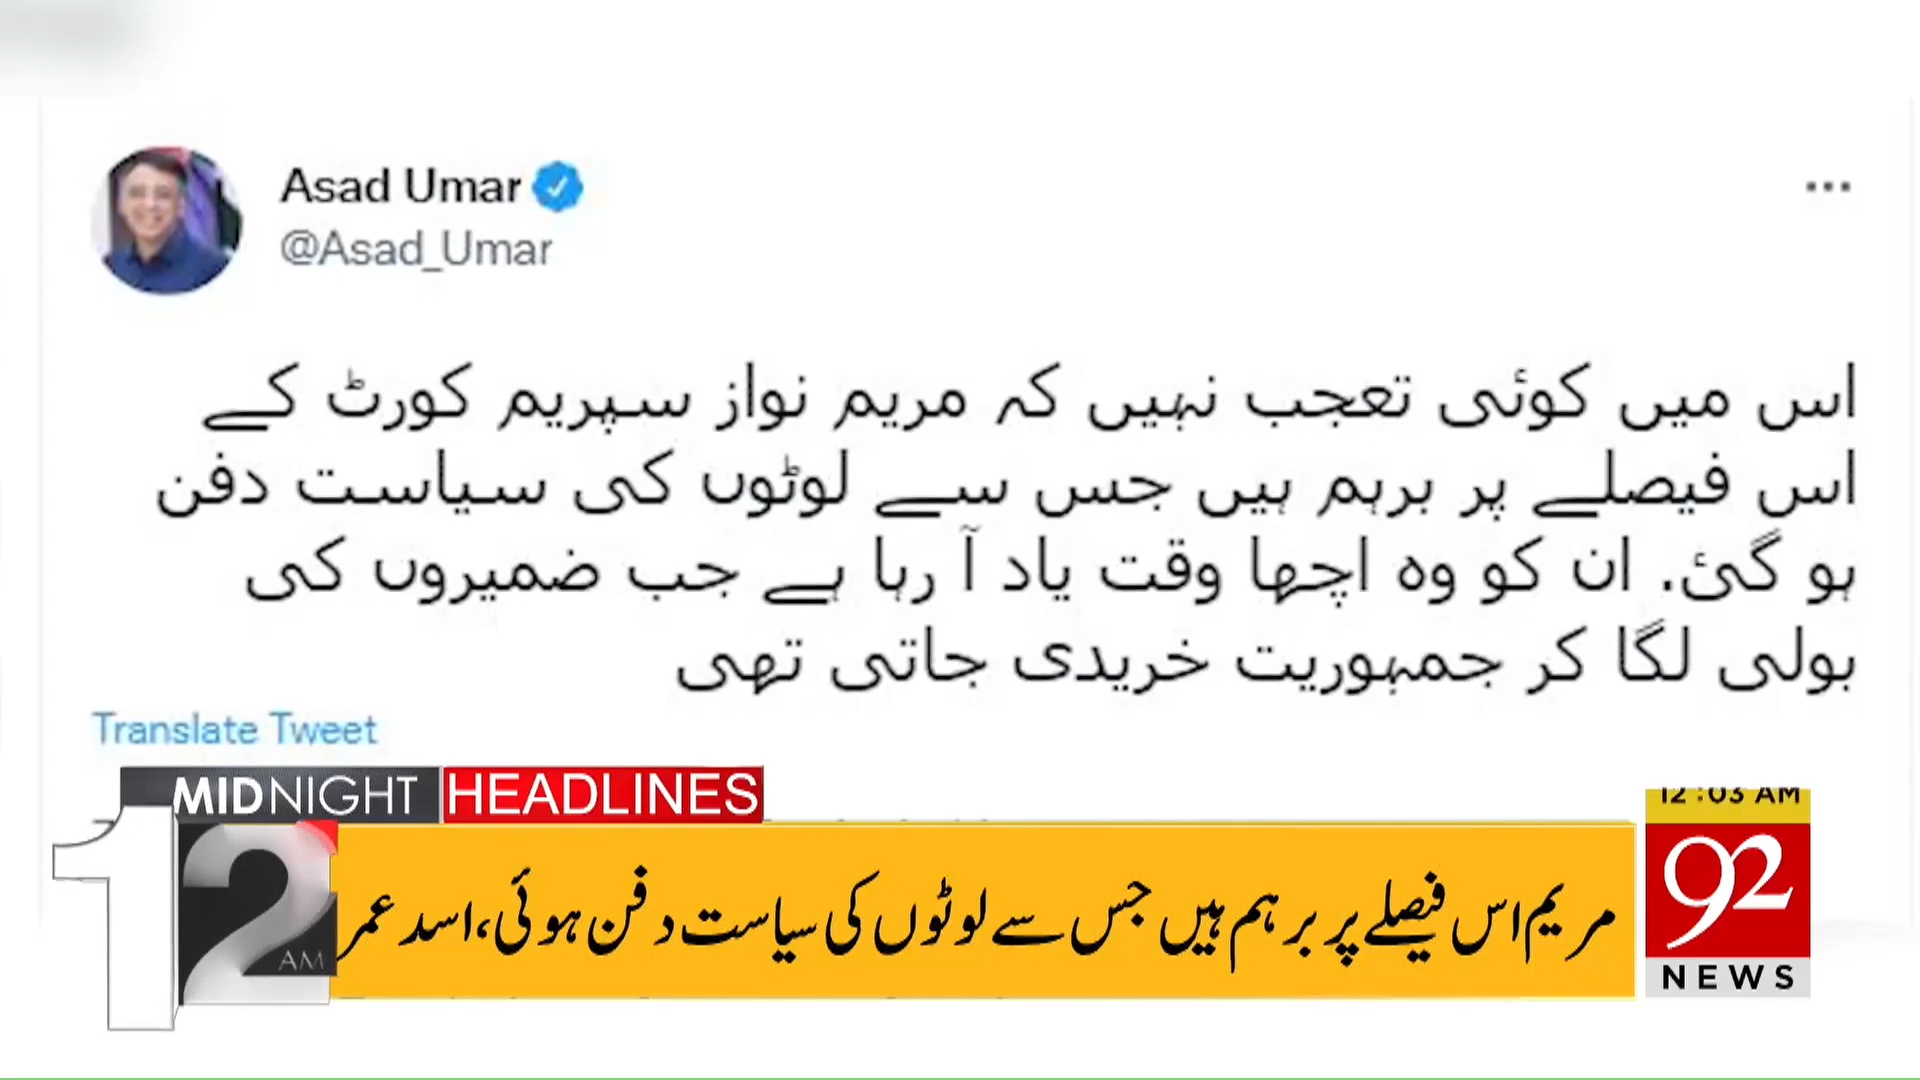 Asad Umar
@Asad_Umar
اس میں کوئی تعجب نہیں کہ مریم نواز سپریم کورٹ کے
اس فیصلے پر برہم ہیں جس سے لوٹوں کی سیاست دفن
ہو گئ. ان کو وہ اچھا وقت یاد آ رہا ہے جب ضمیروں کی
بولی لگا کر جمہوریت خریدی جاتی تھی
Translate Tweet
MIDNIGHT HEADLINES
12 AM
مریم اس فیصلے پر برہم ہیں جس سے لوٹوں کی سیاست دفن ہوئی، اسد عمر
12:03 AM
92
NEWS